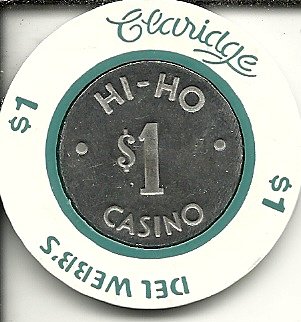 Claridge
HI-HO
$1
CASINO
$1
$1
DEL WEBB'S